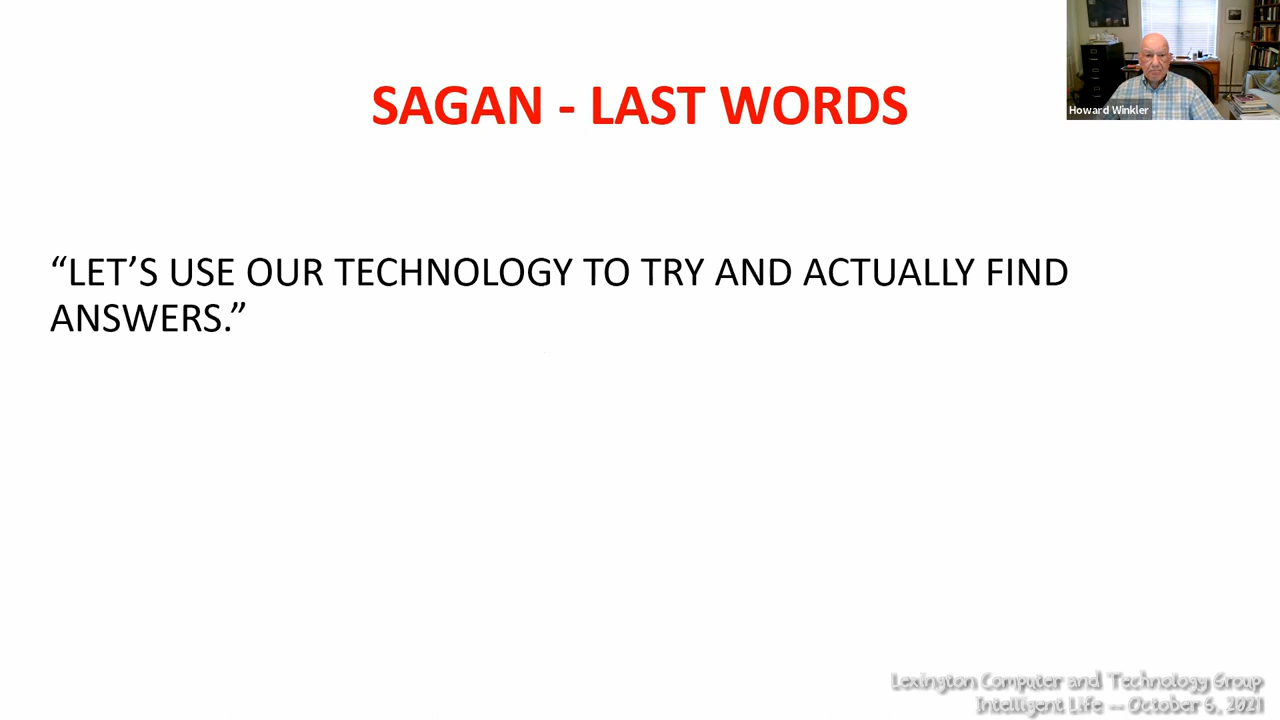 SAGAN - LAST WORDS
Howard Winkler
“LET’S USE OUR TECHNOLOGY TO TRY AND ACTUALLY FIND
ANSWERS.”
Lexington Computer and Technology Group
Intelligent Life -- October 6, 2021